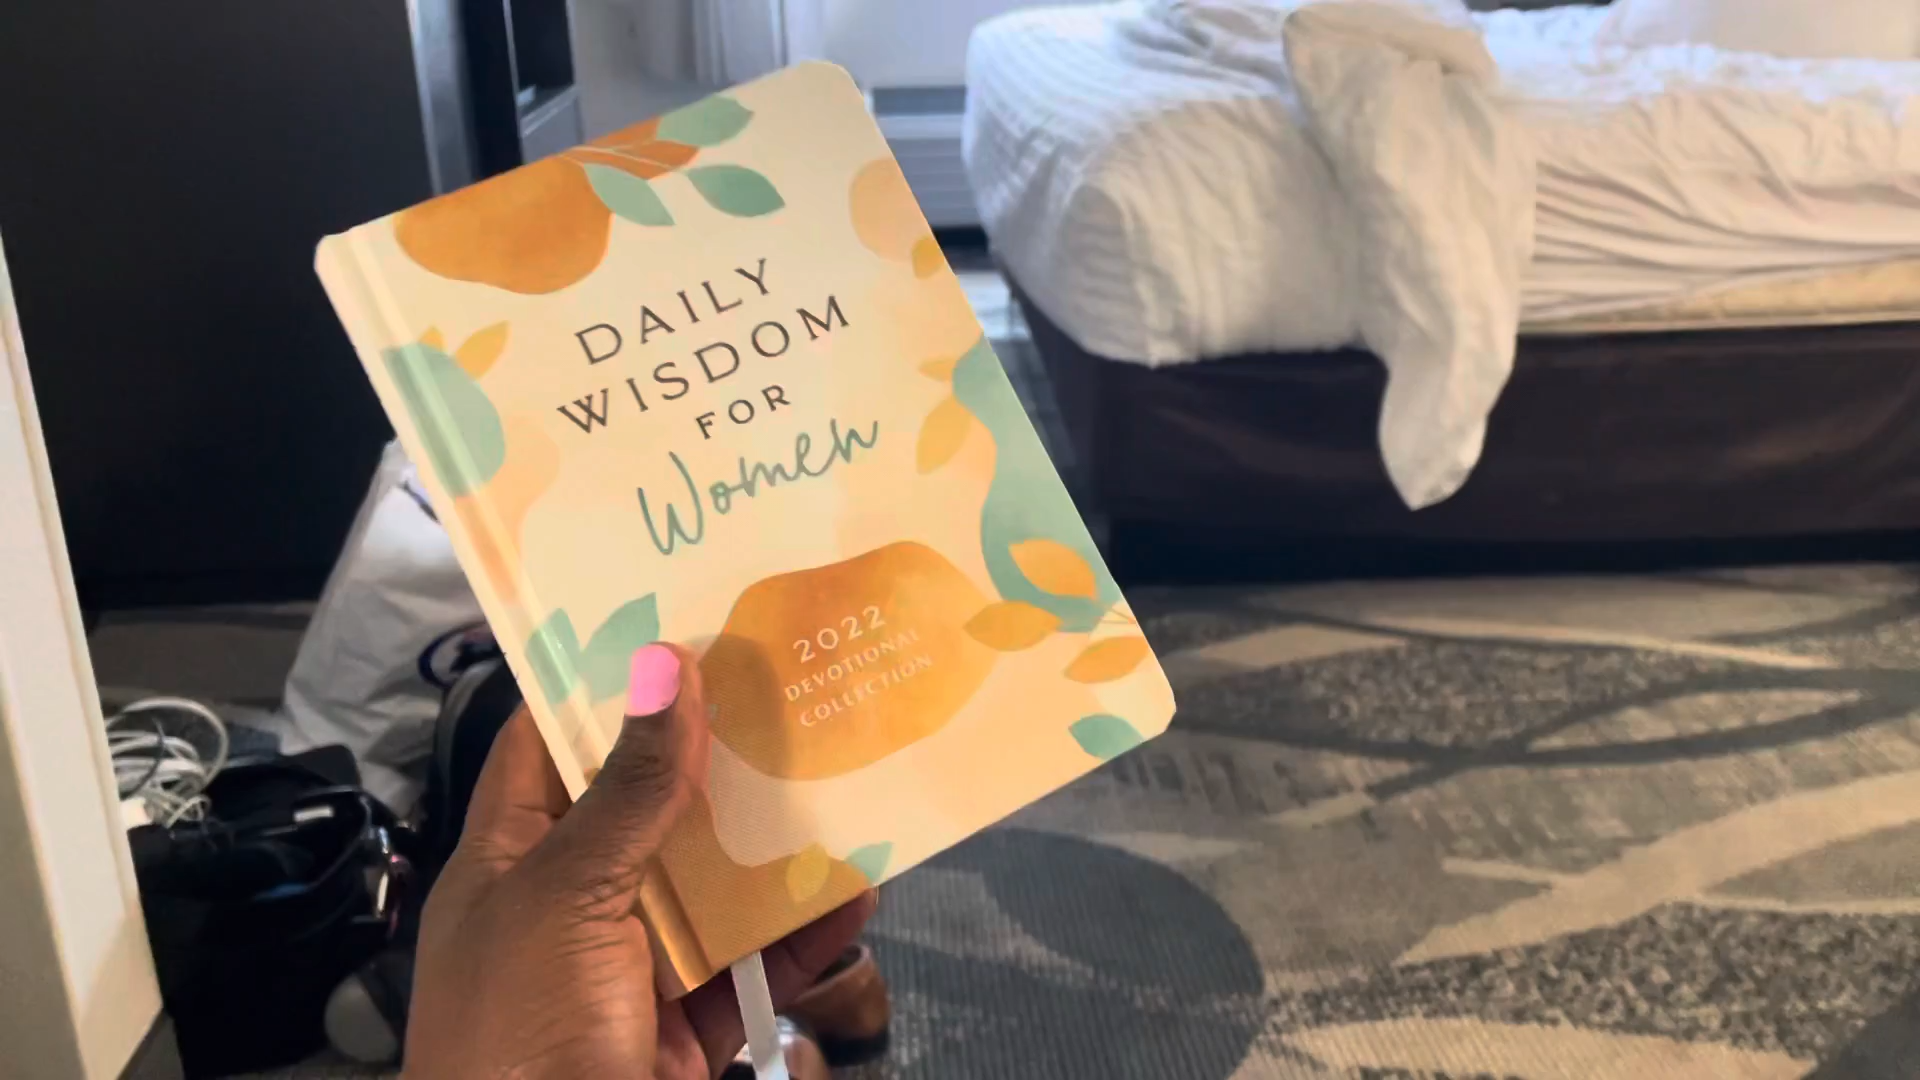 DAILY
WISDOM
FOR
Women
2022
DEVOTIONAL
COLLECTION